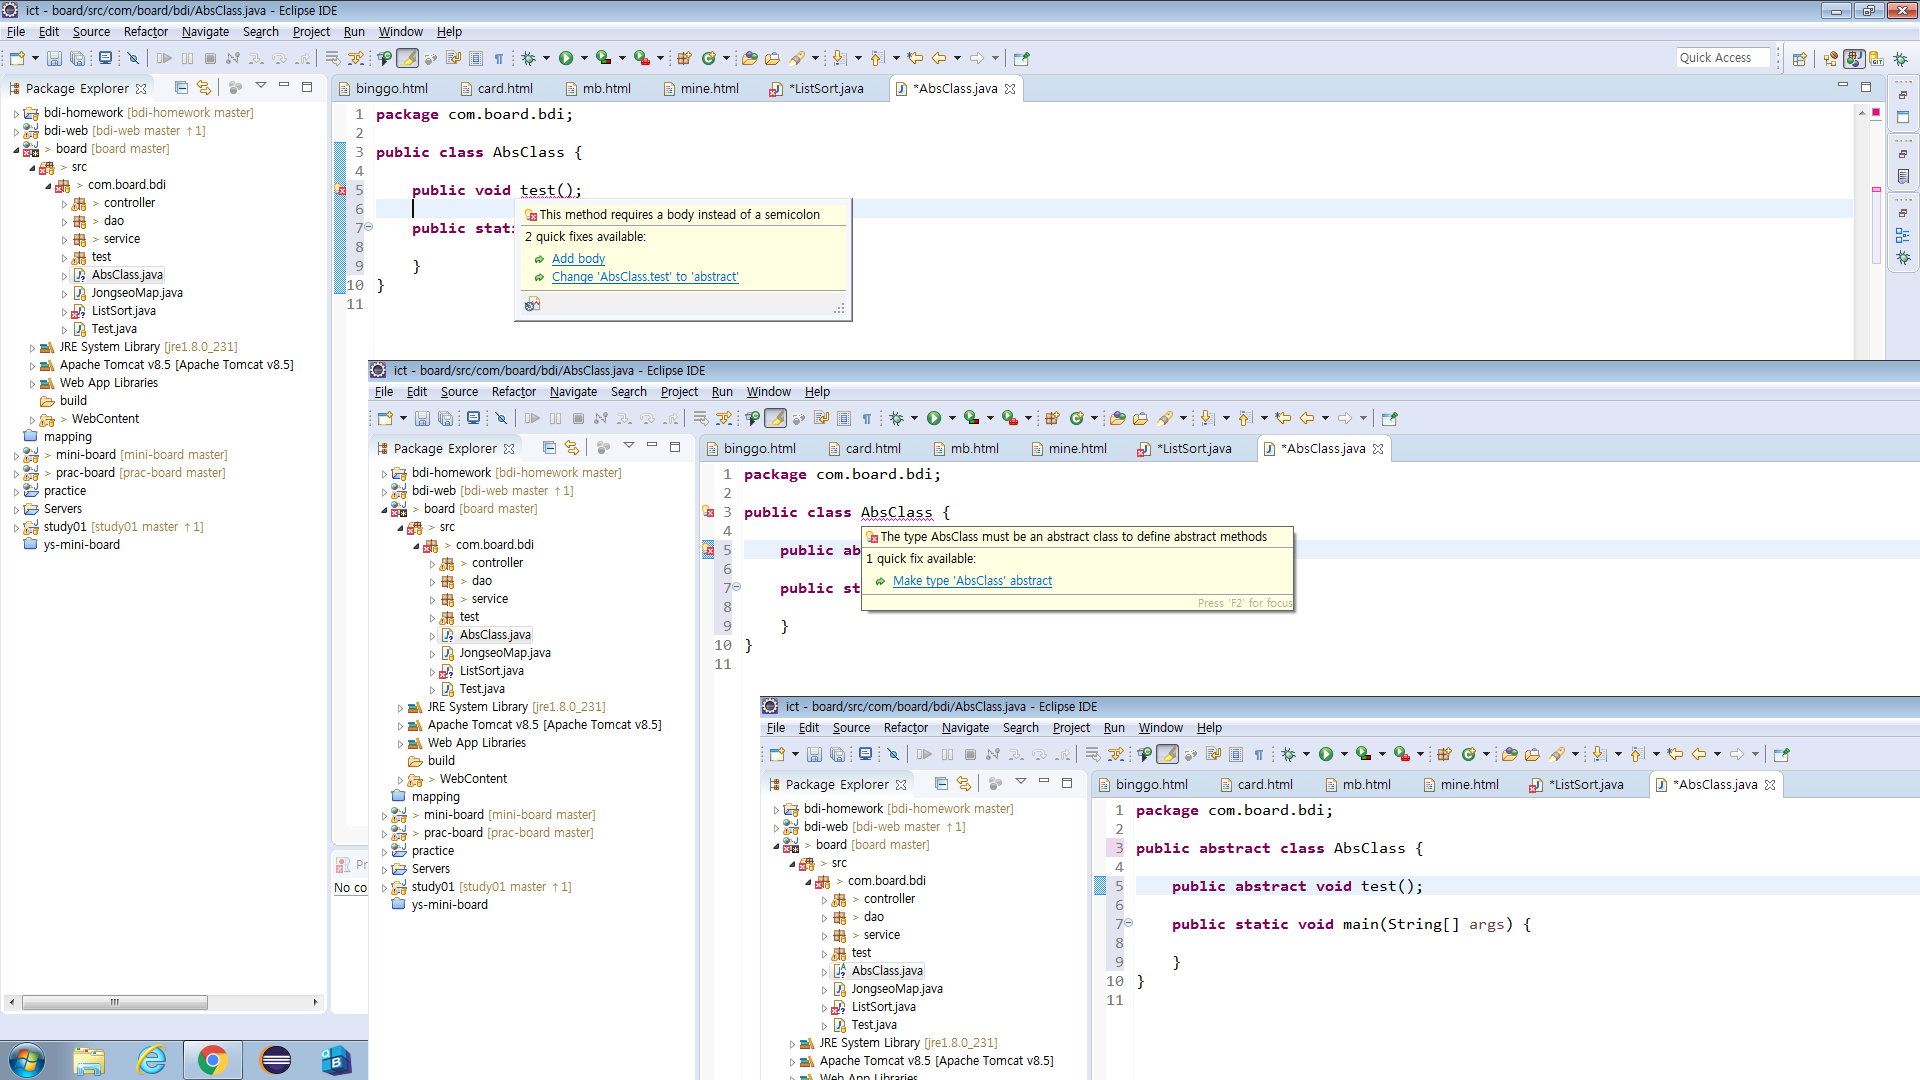 ict - board/src/com/board/bdi/AbsClass.java - Eclipse IDE
File Edit Source Refactor Navigate Search Project Run Window Help
Quick Access
Package Explorer
bdi-homework [bdi-homework master]
bdi-web [bdi-web master ↑1]
> board [board master]
> src
> com.board.bdi
> controller
> dao
> service
test
AbsClass.java
JongseoMap.java
ListSort.java
Test.java
JRE System Library [jre1.8.0_231]
Apache Tomcat v8.5 [Apache Tomcat v8.5]
Web App Libraries
build
> WebContent
mapping
> mini-board [mini-board master]
> prac-board [prac-board master]
practice
Servers
study01 [study01 master ↑1]
ys-mini-board
binggo.html card.html mb.html mine.html *ListSort.java *AbsClass.java
1 package com.board.bdi;
2
3 public class AbsClass {
4
5 public void test();
6
7 public stat
8
9 }
10 }
11
This method requires a body instead of a semicolon
2 quick fixes available:
Add body
Change 'AbsClass.test' to 'abstract'
Pr
No co
ict - board/src/com/board/bdi/AbsClass.java - Eclipse IDE
File Edit Source Refactor Navigate Search Project Run Window Help
Package Explorer
bdi-homework [bdi-homework master]
bdi-web [bdi-web master ↑1]
> board [board master]
> src
> com.board.bdi
> controller
> dao
> service
test
AbsClass.java
JongseoMap.java
ListSort.java
Test.java
JRE System Library [jre1.8.0_231]
Apache Tomcat v8.5 [Apache Tomcat v8.5]
Web App Libraries
build
> WebContent
mapping
> mini-board [mini-board master]
> prac-board [prac-board master]
practice
Servers
study01 [study01 master ↑1]
ys-mini-board
binggo.html card.html mb.html mine.html *ListSort.java *AbsClass.java
1 package com.board.bdi;
2
3 public class AbsClass {
4
5 public ab
6
7 public st
8
9 }
10 }
11
The type AbsClass must be an abstract class to define abstract methods
1 quick fix available:
Make type 'AbsClass' abstract
Press 'F2' for focus
ict - board/src/com/board/bdi/AbsClass.java - Eclipse IDE
File Edit Source Refactor Navigate Search Project Run Window Help
Package Explorer
bdi-homework [bdi-homework master]
bdi-web [bdi-web master ↑1]
> board [board master]
> src
> com.board.bdi
> controller
> dao
> service
test
AbsClass.java
JongseoMap.java
ListSort.java
Test.java
JRE System Library [jre1.8.0_231]
Apache Tomcat v8.5 [Apache Tomcat v8.5]
Web App Libraries
binggo.html card.html mb.html mine.html *ListSort.java *AbsClass.java
1 package com.board.bdi;
2
3 public abstract class AbsClass {
4
5 public abstract void test();
6
7 public static void main(String[] args) {
8
9 }
10 }
11